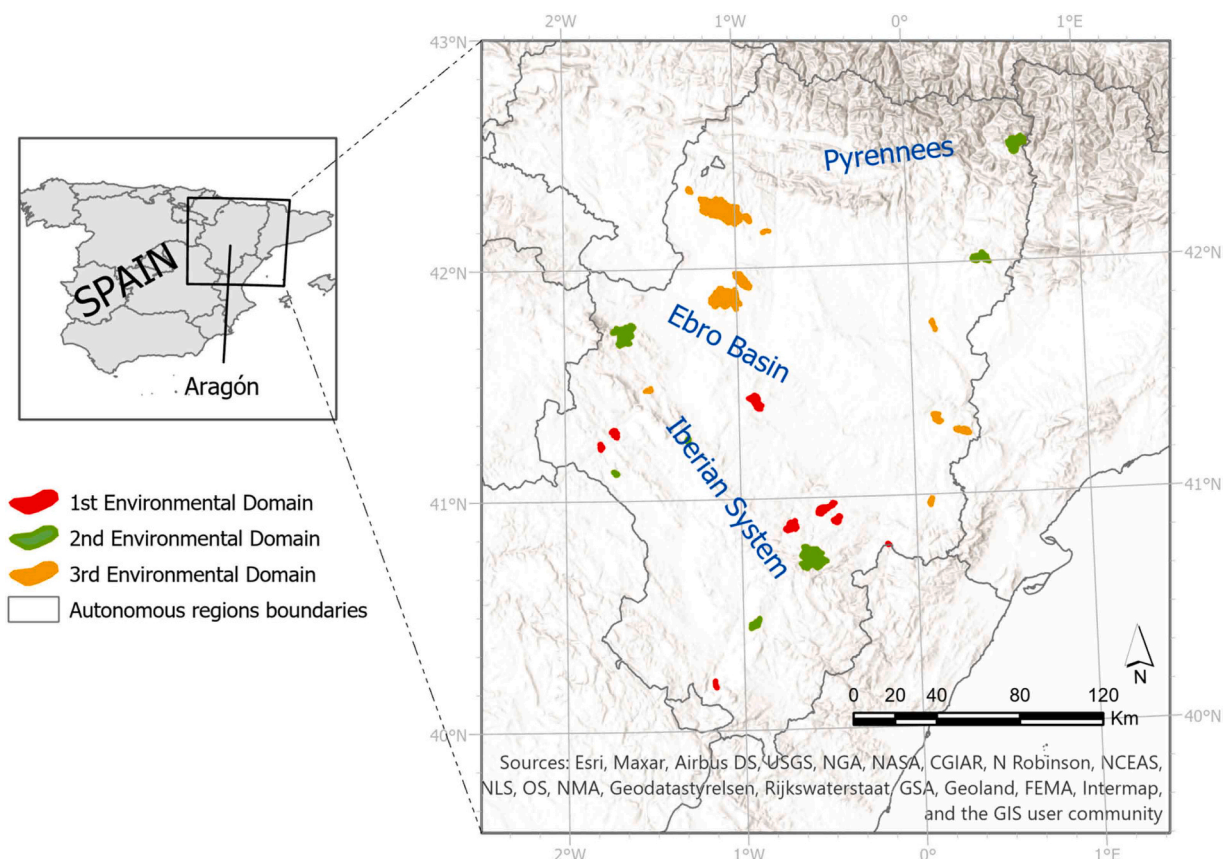 2°W 1°W 0° 1°E
43°N
Pyrennees
42°N
42°N
SPAIN
Ebro Basin
Aragón
Iberian System
41°N
41°N
1st Environmental Domain
2nd Environmental Domain
3rd Environmental Domain
Autonomous regions boundaries
N
0 20 40 80 120
Km
40°N
40°N
Sources: Esri, Maxar, Airbus DS, USGS, NGA, NASA, CGIAR, N Robinson, NCEAS,
NLS, OS, NMA, Geodatastyrelsen, Rijkswaterstaat, GSA, Geoland, FEMA, Intermap,
and the GIS user community
2°W 1°W 0° 1°E